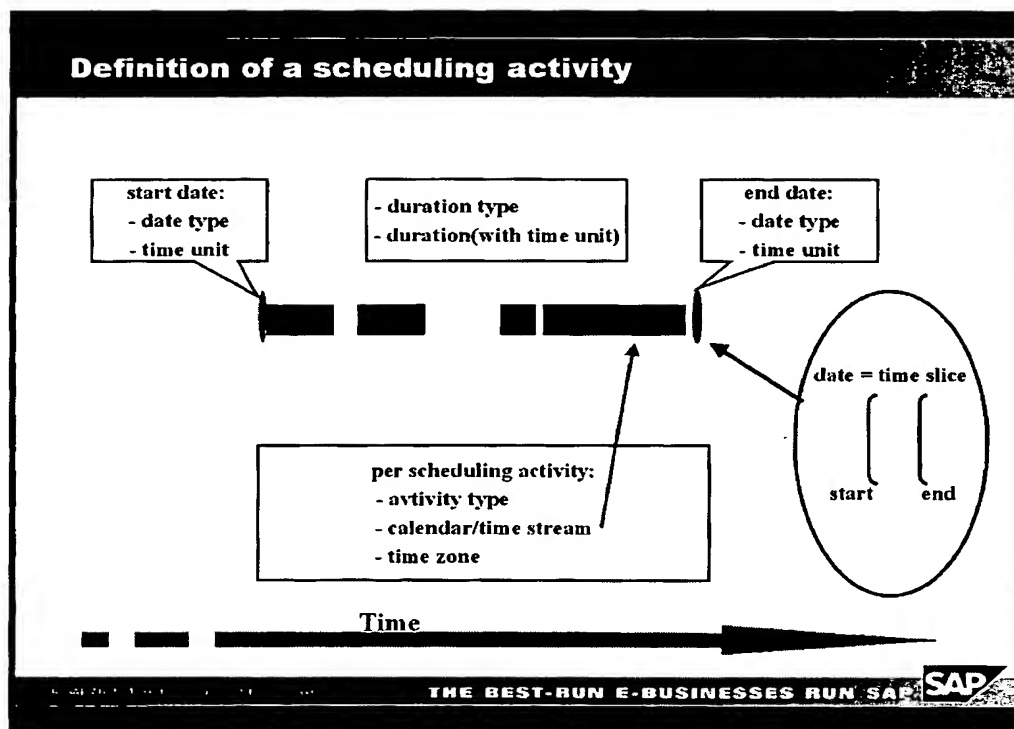 Definition of a scheduling activity
start date:
- date type
- time unit
- duration type
- duration(with time unit)
end date:
- date type
- time unit
date = time slice
start end
per scheduling activity:
- avtivity type
- calendar/time stream
- time zone
Time
THE BEST-RUN E-BUSINESSES RUN SAP
SAP